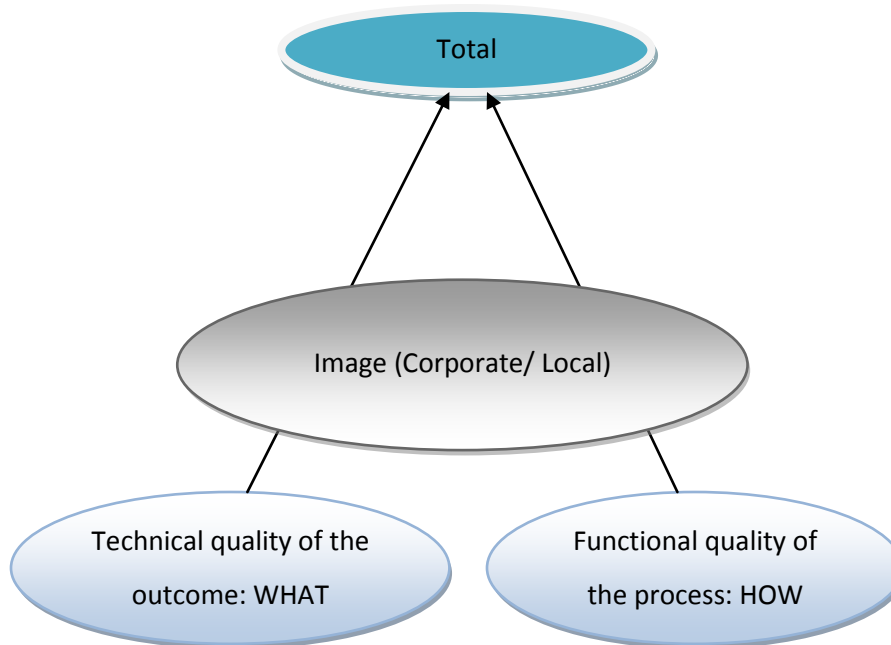 Total
Image (Corporate/ Local)
Technical quality of the
outcome: WHAT
Functional quality of
the process: HOW